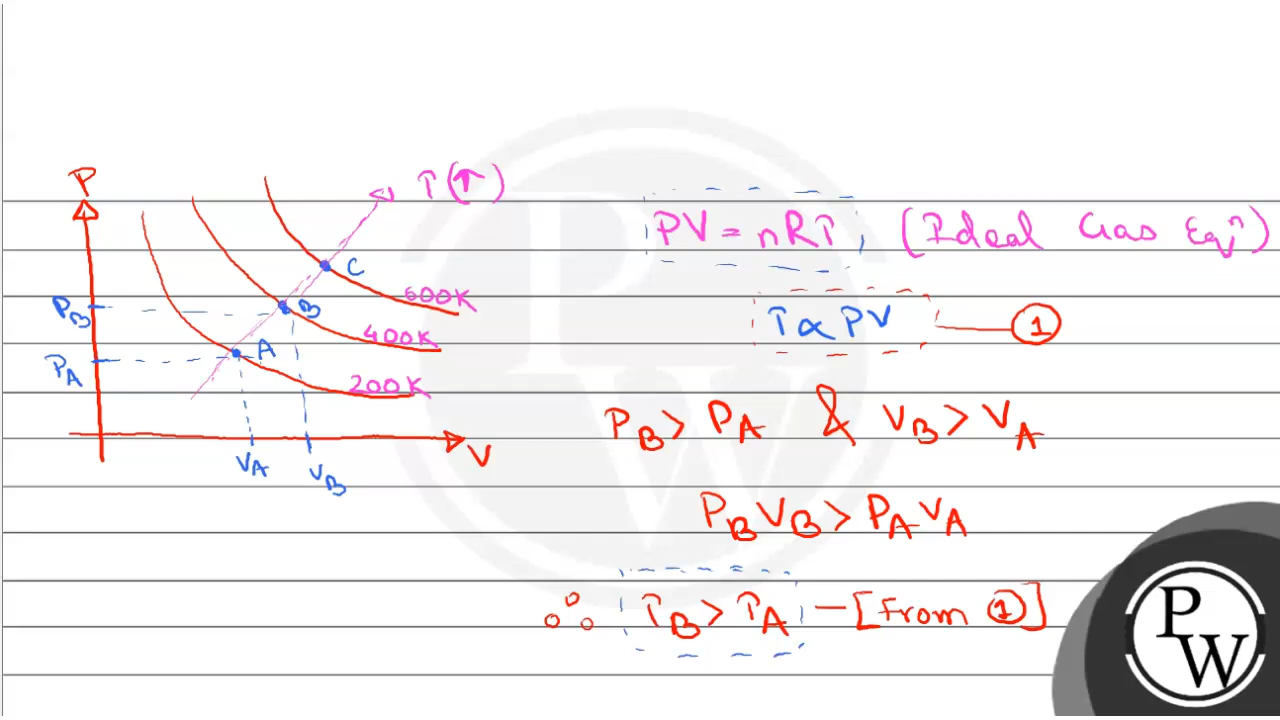 P
T(↑)
PV = nRT (Ideal Gas Eqⁿ)
C
600K
P_B
B
T ∝ PV
①
400K
A
P_A
200K
P_B > P_A & V_B > V_A
V
V_A
V_B
P_B V_B > P_A V_A
∴ T_B > T_A – [From ①]
P
W